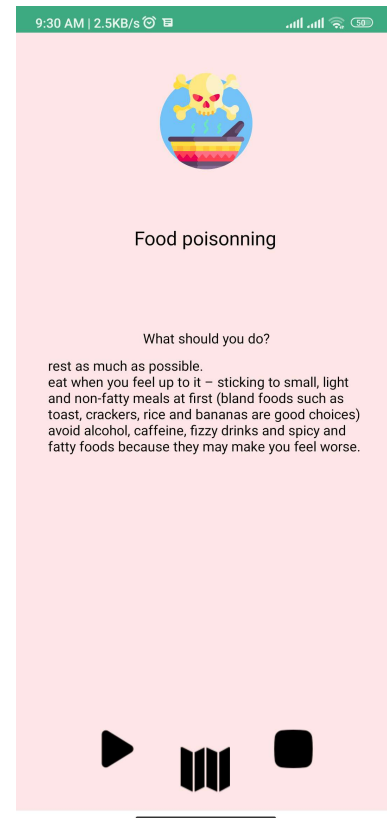 9:30 AM | 2.5KB/s
50
Food poisonning
What should you do?
rest as much as possible.
eat when you feel up to it – sticking to small, light
and non-fatty meals at first (bland foods such as
toast, crackers, rice and bananas are good choices)
avoid alcohol, caffeine, fizzy drinks and spicy and
fatty foods because they may make you feel worse.